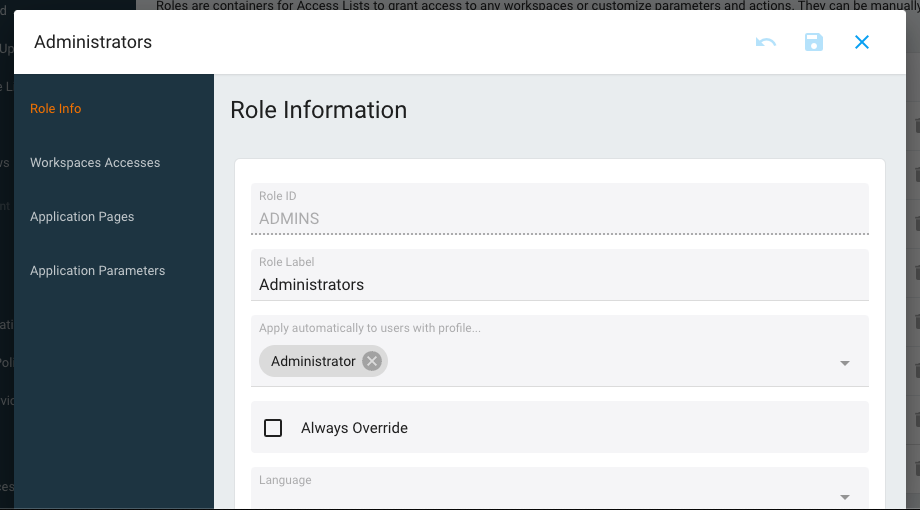 Roles are containers for Access Lists to grant access to any workspaces or customize parameters and actions. They can be manually
Administrators
Role Info
Workspaces Accesses
Application Pages
Application Parameters
Role Information
Role ID
ADMINS
Role Label
Administrators
Apply automatically to users with profile...
Administrator
Always Override
Language